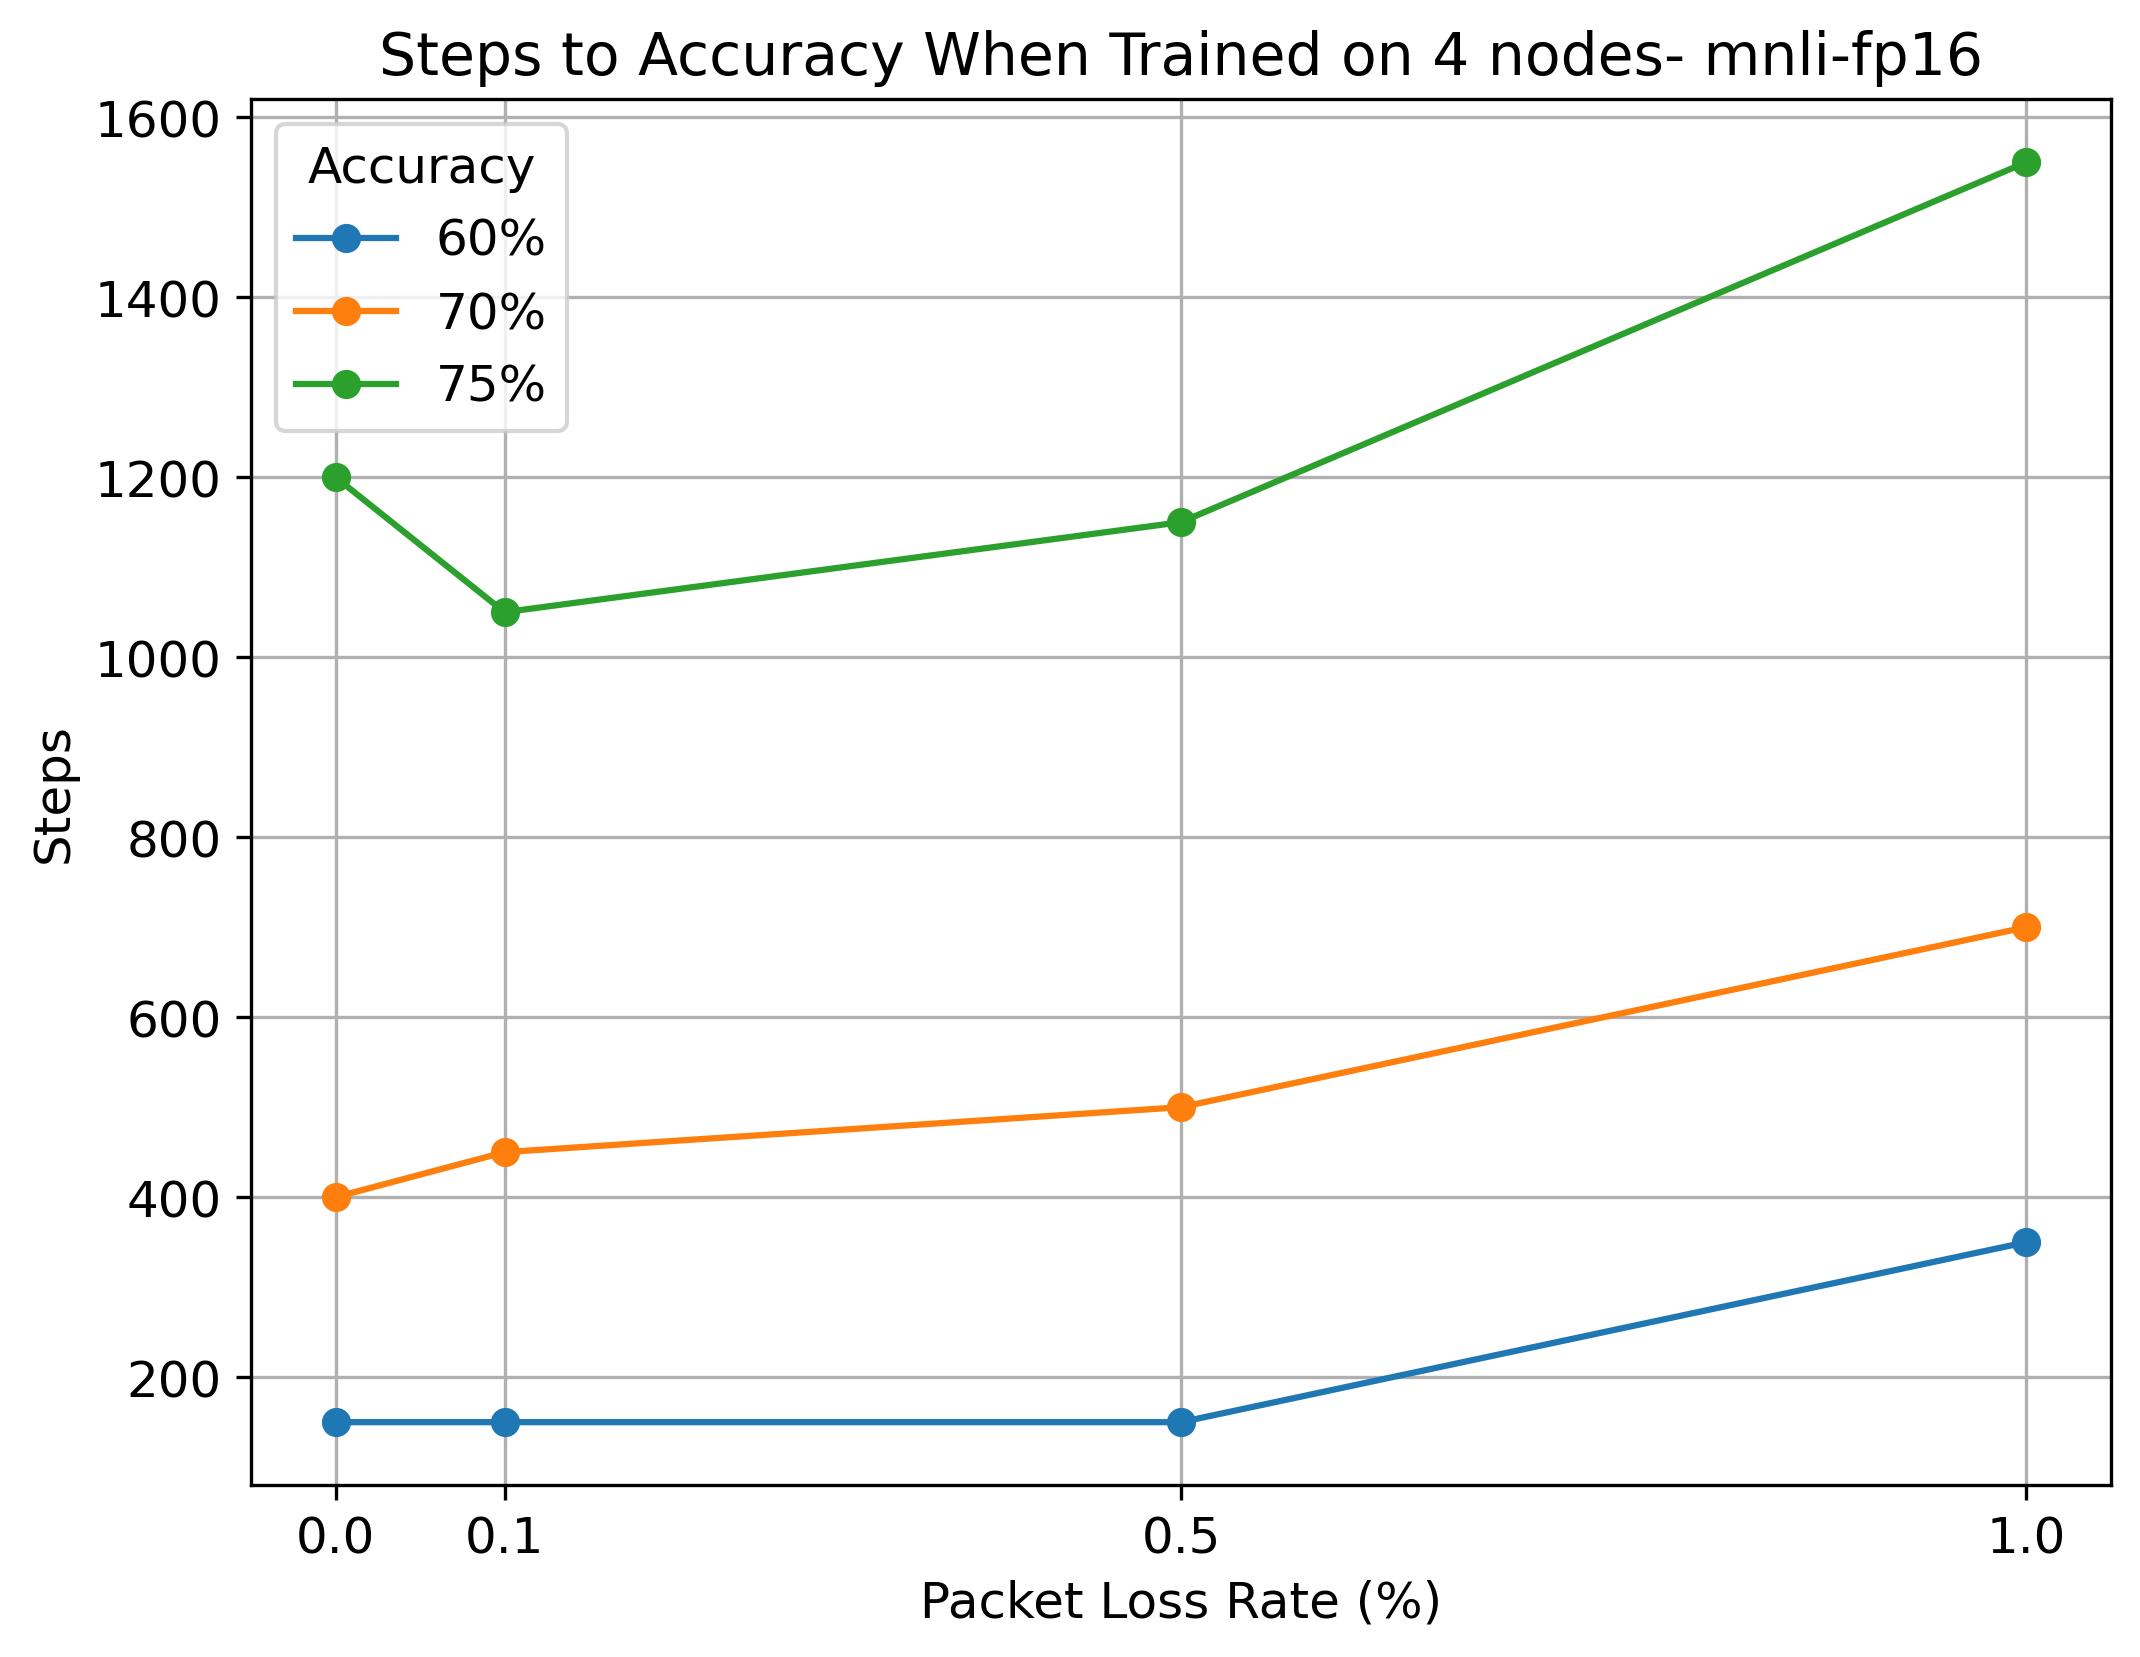 Steps to Accuracy When Trained on 4 nodes- mnli-fp16
1600
1400
1200
1000
800
600
400
200
Steps
Accuracy
60%
70%
75%
0.0 0.1 0.5 1.0
Packet Loss Rate (%)